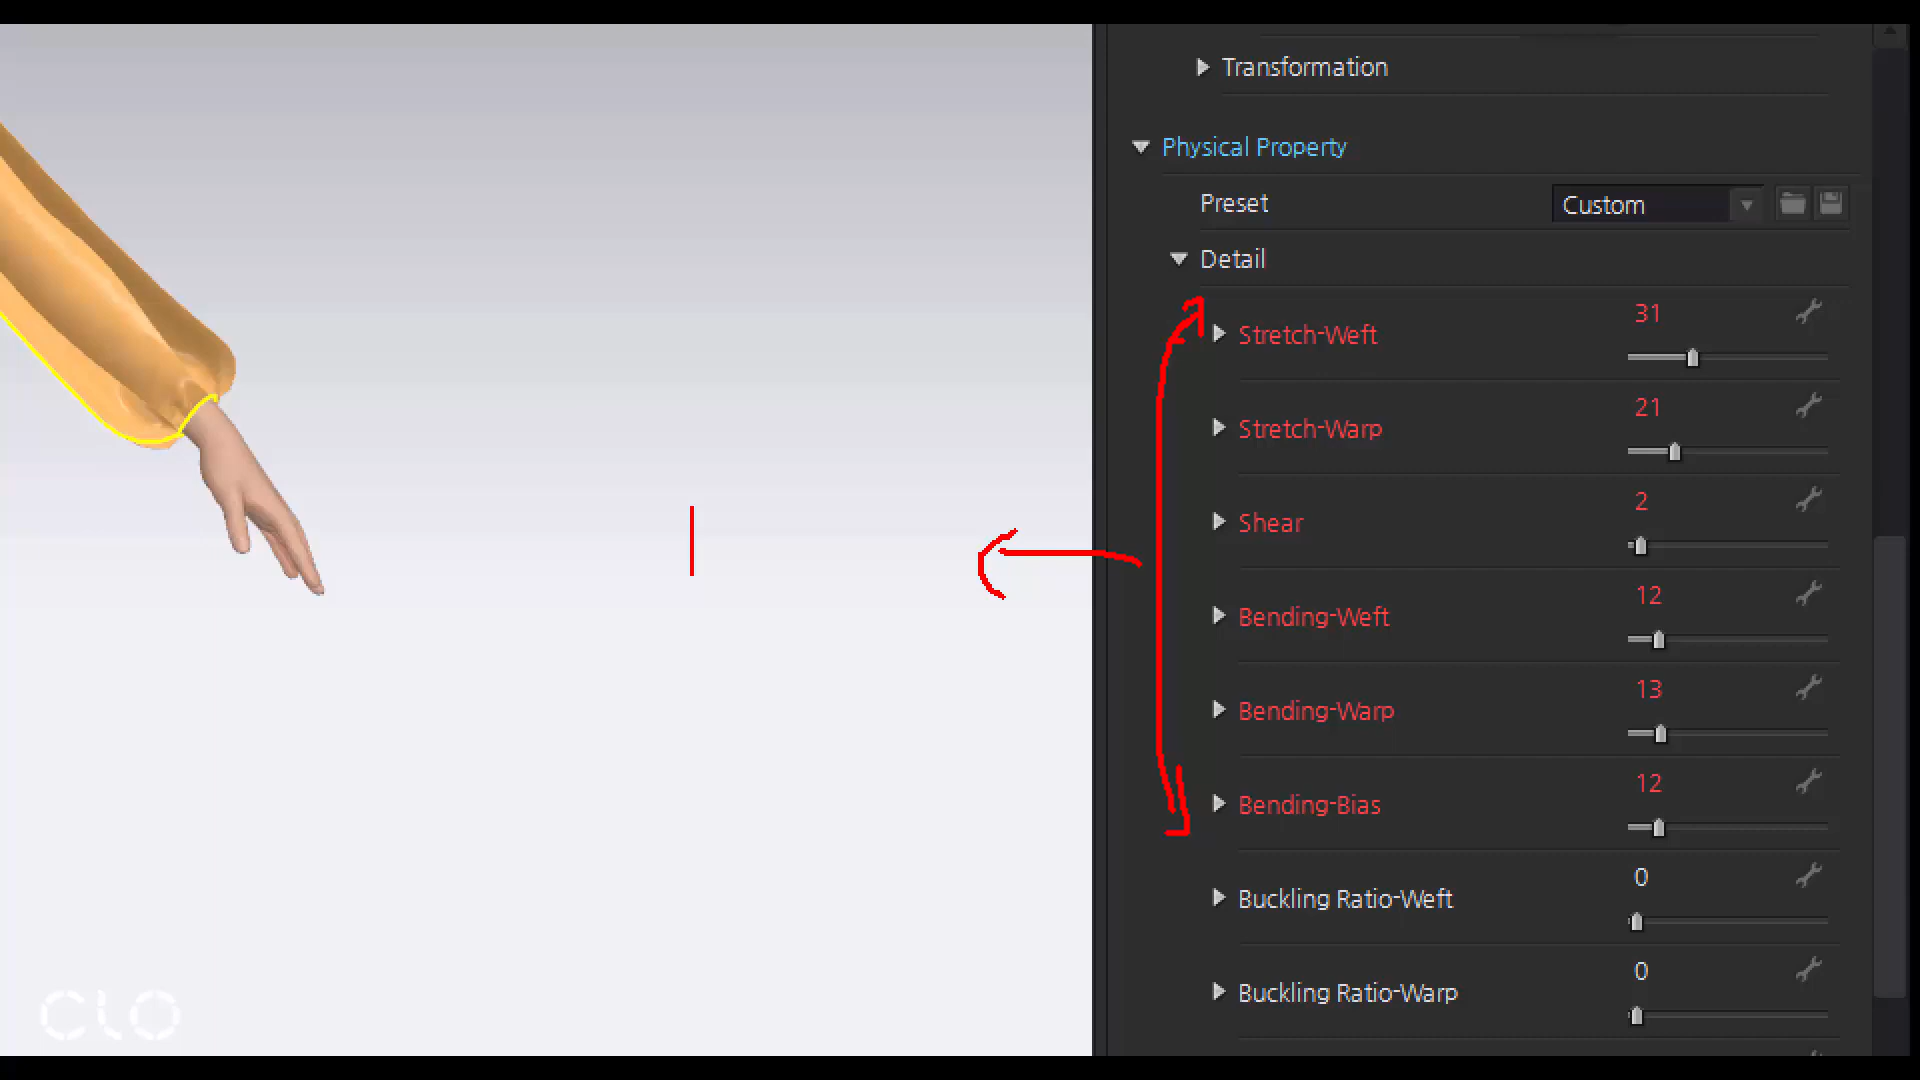 Transformation
Physical Property
Preset Custom
Detail
Stretch-Weft 31
Stretch-Warp 21
Shear 2
Bending-Weft 12
Bending-Warp 13
Bending-Bias 12
Buckling Ratio-Weft 0
Buckling Ratio-Warp 0
CLO